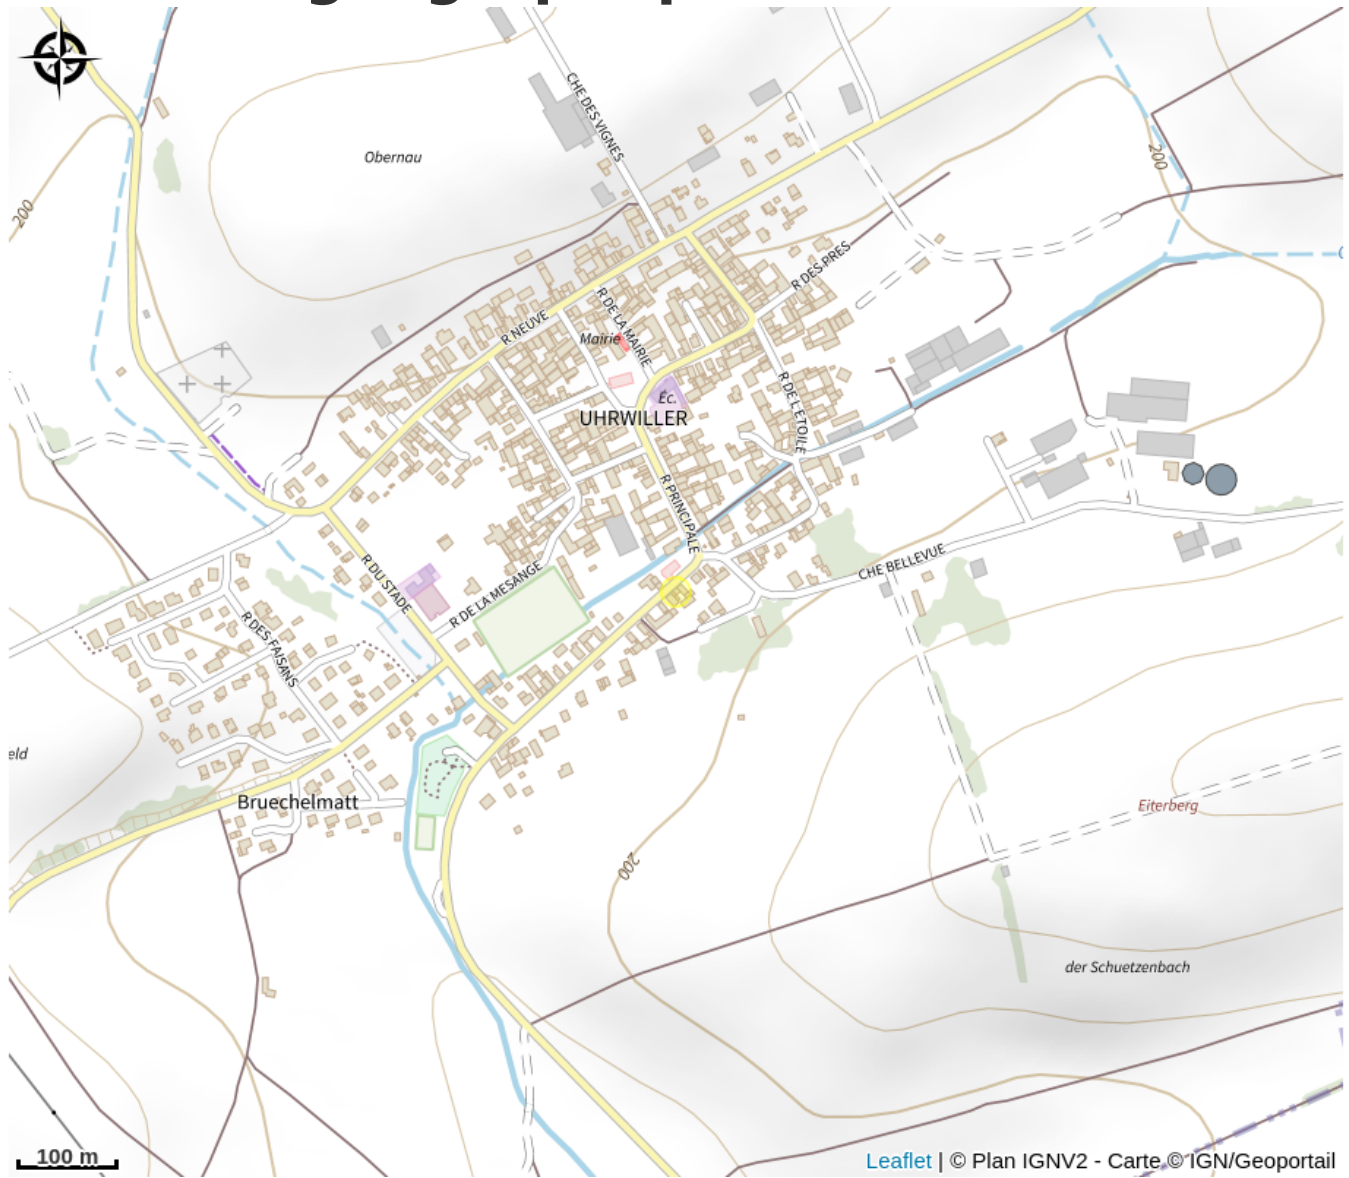 CHE DES VIGNES
Obernau
200
200
R DES PRES
R NEUVE
R DE LA MAIRIE
Mairie
Éc.
UHRWILLER
R DE L'ETOILE
R PRINCIPALE
CHE BELLEVUE
R DU STADE
R DE LA MESANGE
R DES FAISANS
eld
Bruechelmatt
Eiterberg
200
der Schuetzenbach
100 m
Leaflet | © Plan IGNV2 - Carte © IGN/Geoportail